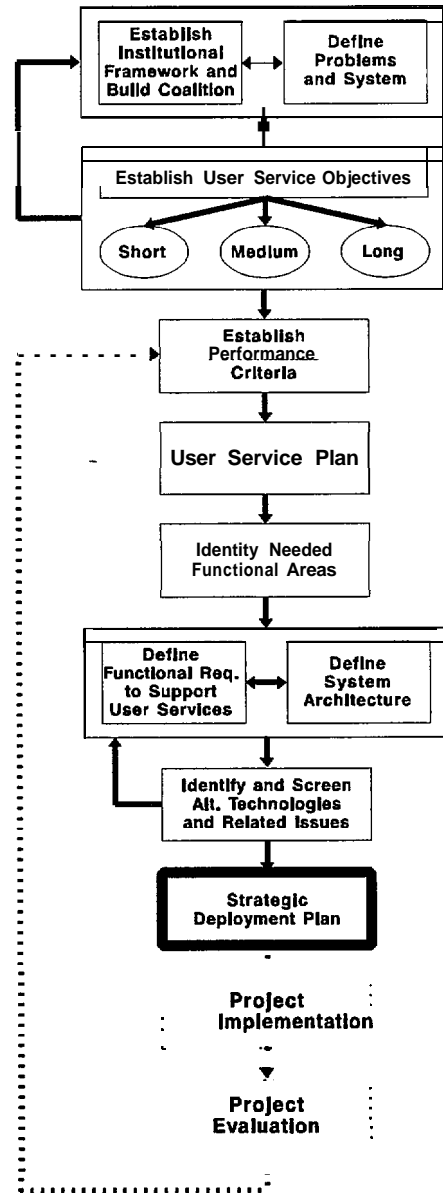 Establish
Institutional
Framework and
Build Coalition
Define
Problems
and System
Establish User Service Objectives
Short
Medium
Long
Establish
Performance
Criteria
User Service Plan
Identity Needed
Functional Areas
Define
Functional Req.
to Support
User Services
Define
System
Architecture
Identify and Screen
Alt. Technologies
and Related Issues
Strategic
Deployment Plan
Project
Implementation
Project
Evaluation